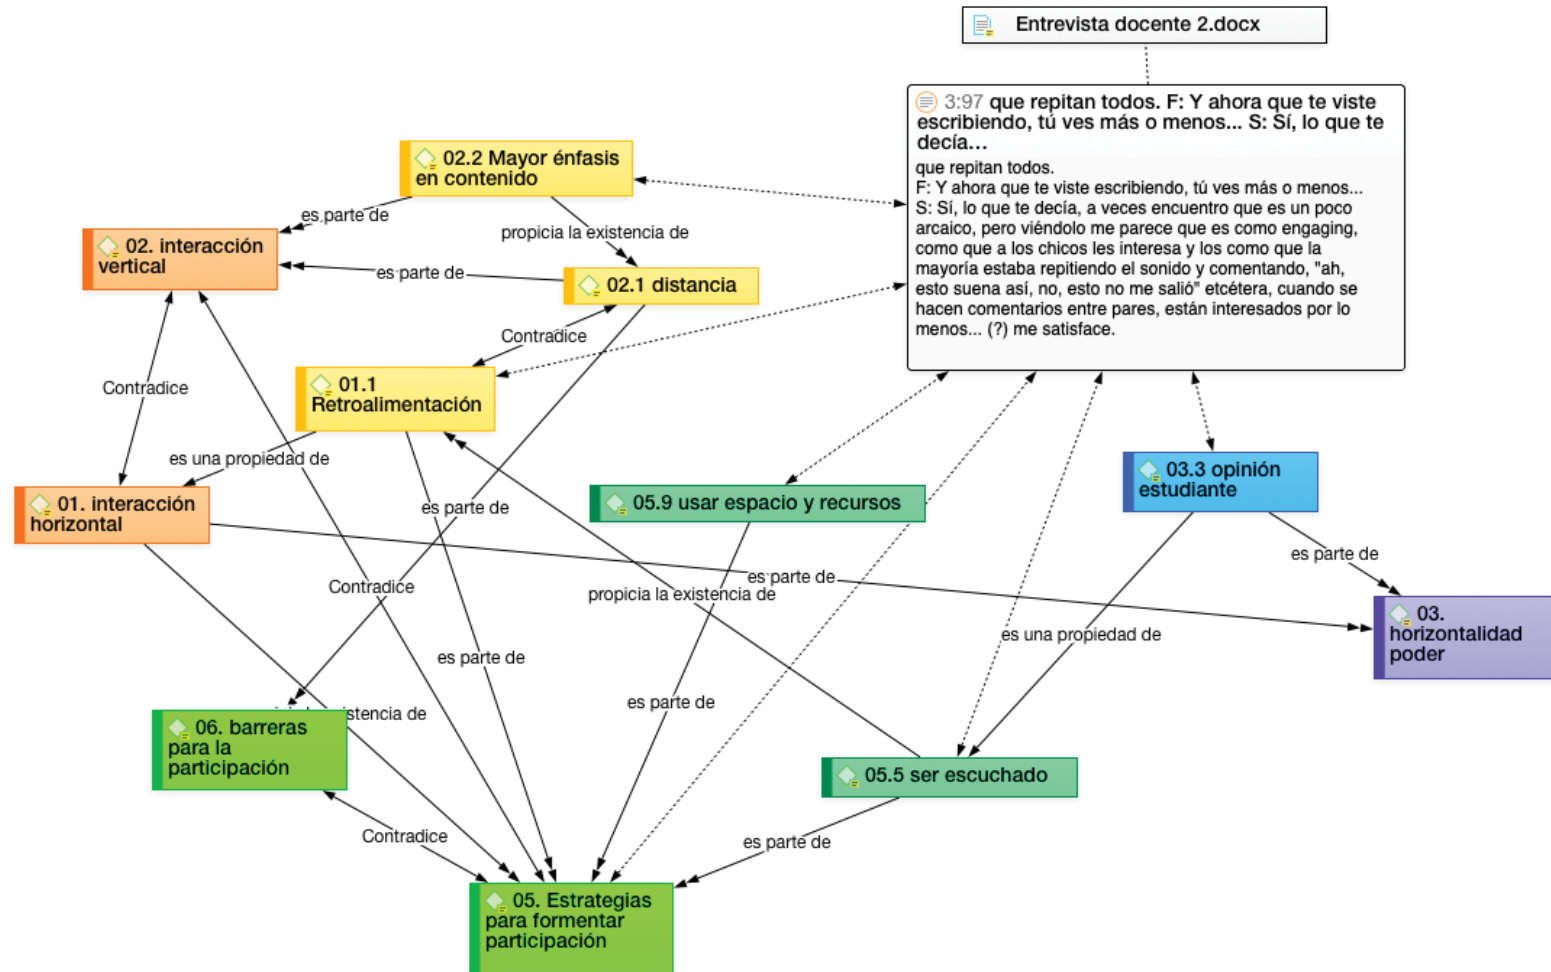 Entrevista docente 2.docx
3:97 que repitan todos. F: Y ahora que te viste
escribiendo, tú ves más o menos... S: Sí, lo que te
decía...
que repitan todos.
F: Y ahora que te viste escribiendo, tú ves más o menos...
S: Sí, lo que te decía, a veces encuentro que es un poco
arcaico, pero viéndolo me parece que es como engaging,
como que a los chicos les interesa y los como que la
mayoría estaba repitiendo el sonido y comentando, "ah,
esto suena así, no, esto no me salió" etcétera, cuando se
hacen comentarios entre pares, están interesados por lo
menos... (?) me satisface.
02.2 Mayor énfasis
en contenido
es parte de
propicia la existencia de
02. interacción
vertical
es parte de
02.1 distancia
Contradice
Contradice
01.1
Retroalimentación
es una propiedad de
01. interacción
horizontal
es parte de
05.9 usar espacio y recursos
03.3 opinión
estudiante
es parte de
Contradice
es parte de
propicia la existencia de
03.
horizontalidad
poder
es una propiedad de
es parte de
es parte de
stencia de
06. barreras
para la
participación
05.5 ser escuchado
Contradice
es parte de
05. Estrategias
para formentar
participación